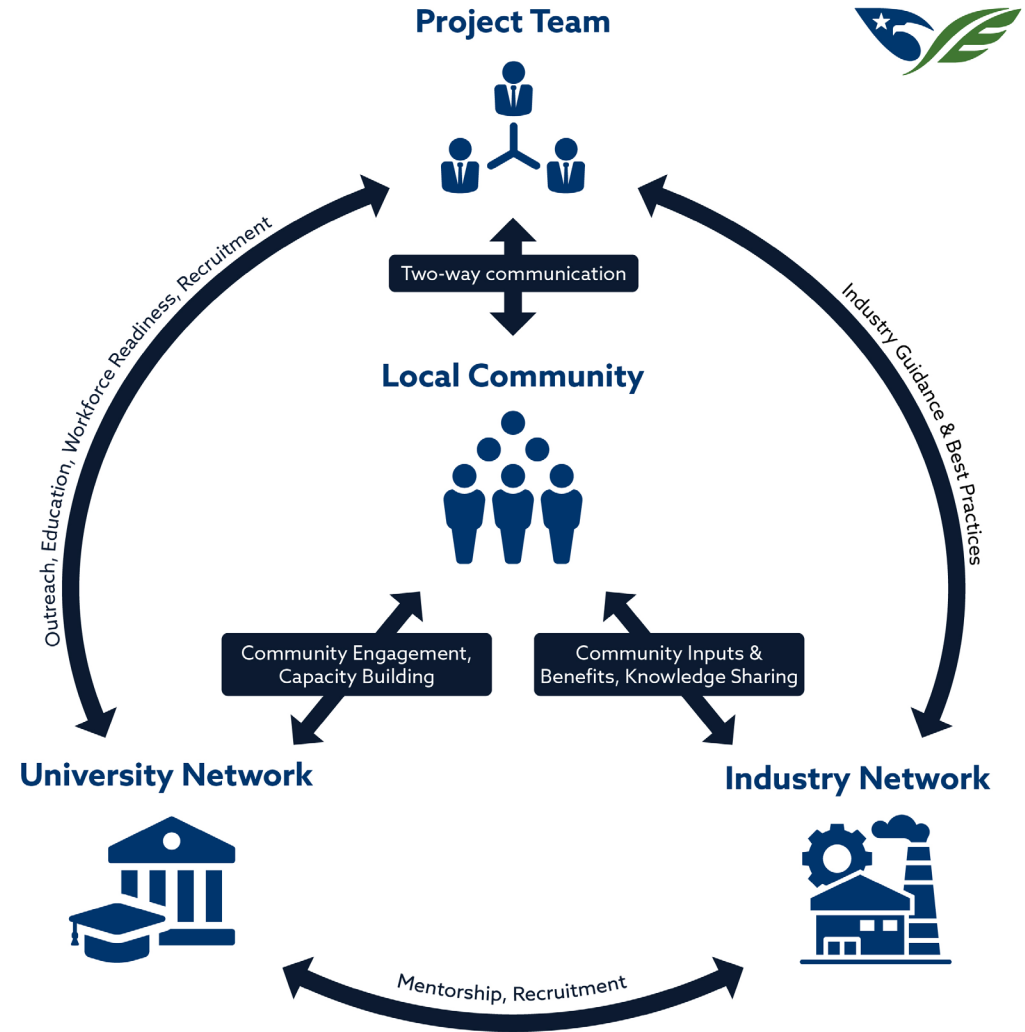 Project Team
Outreach, Education, Workforce Readiness, Recruitment
Two-way communication
Industry Guidance & Best Practices
Local Community
Community Engagement,
Capacity Building
Community Inputs &
Benefits, Knowledge Sharing
University Network
Industry Network
Mentorship, Recruitment